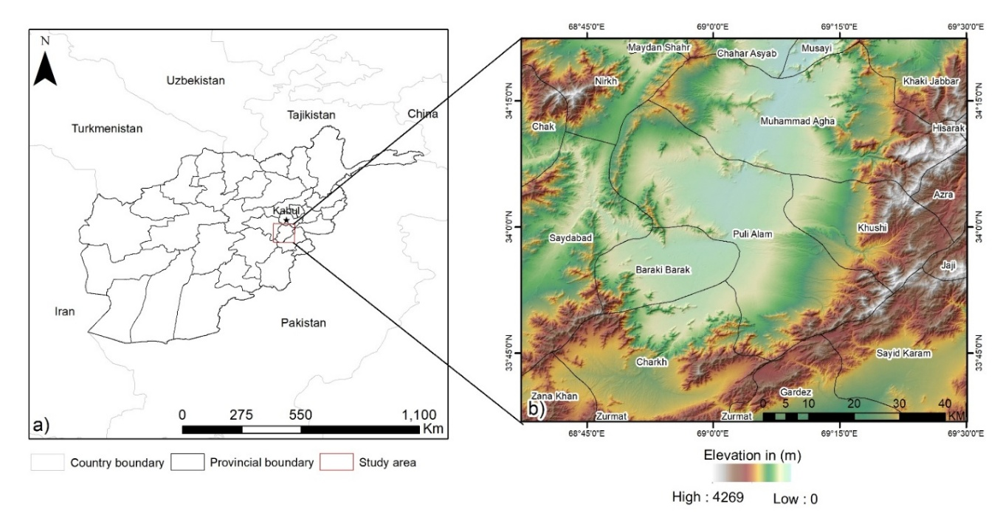 N
Uzbekistan
Tajikistan
China
Turkmenistan
Kabul
Iran
Pakistan
0 275 550 1,100
Km
a)
Country boundary Provincial boundary Study area
68°45'0"E 69°0'0"E 69°15'0"E 69°30'0"E
Maydan Shahr
Chahar Asyab
Musayi
Nirkh
Khaki Jabbar
34°15'0"N
34°15'0"N
Chak
Muhammad Agha
Hisarak
Azra
34°0'0"N
34°0'0"N
Saydabad
Puli Alam
Khushi
Baraki Barak
Jaji
33°45'0"N
33°45'0"N
Charkh
Sayid Karam
Zana Khan
Gardez
b)
0 5 10 20 30 40
KM
Zurmat
Zurmat
68°45'0"E 69°0'0"E 69°15'0"E 69°30'0"E
Elevation in (m)
High : 4269 Low : 0